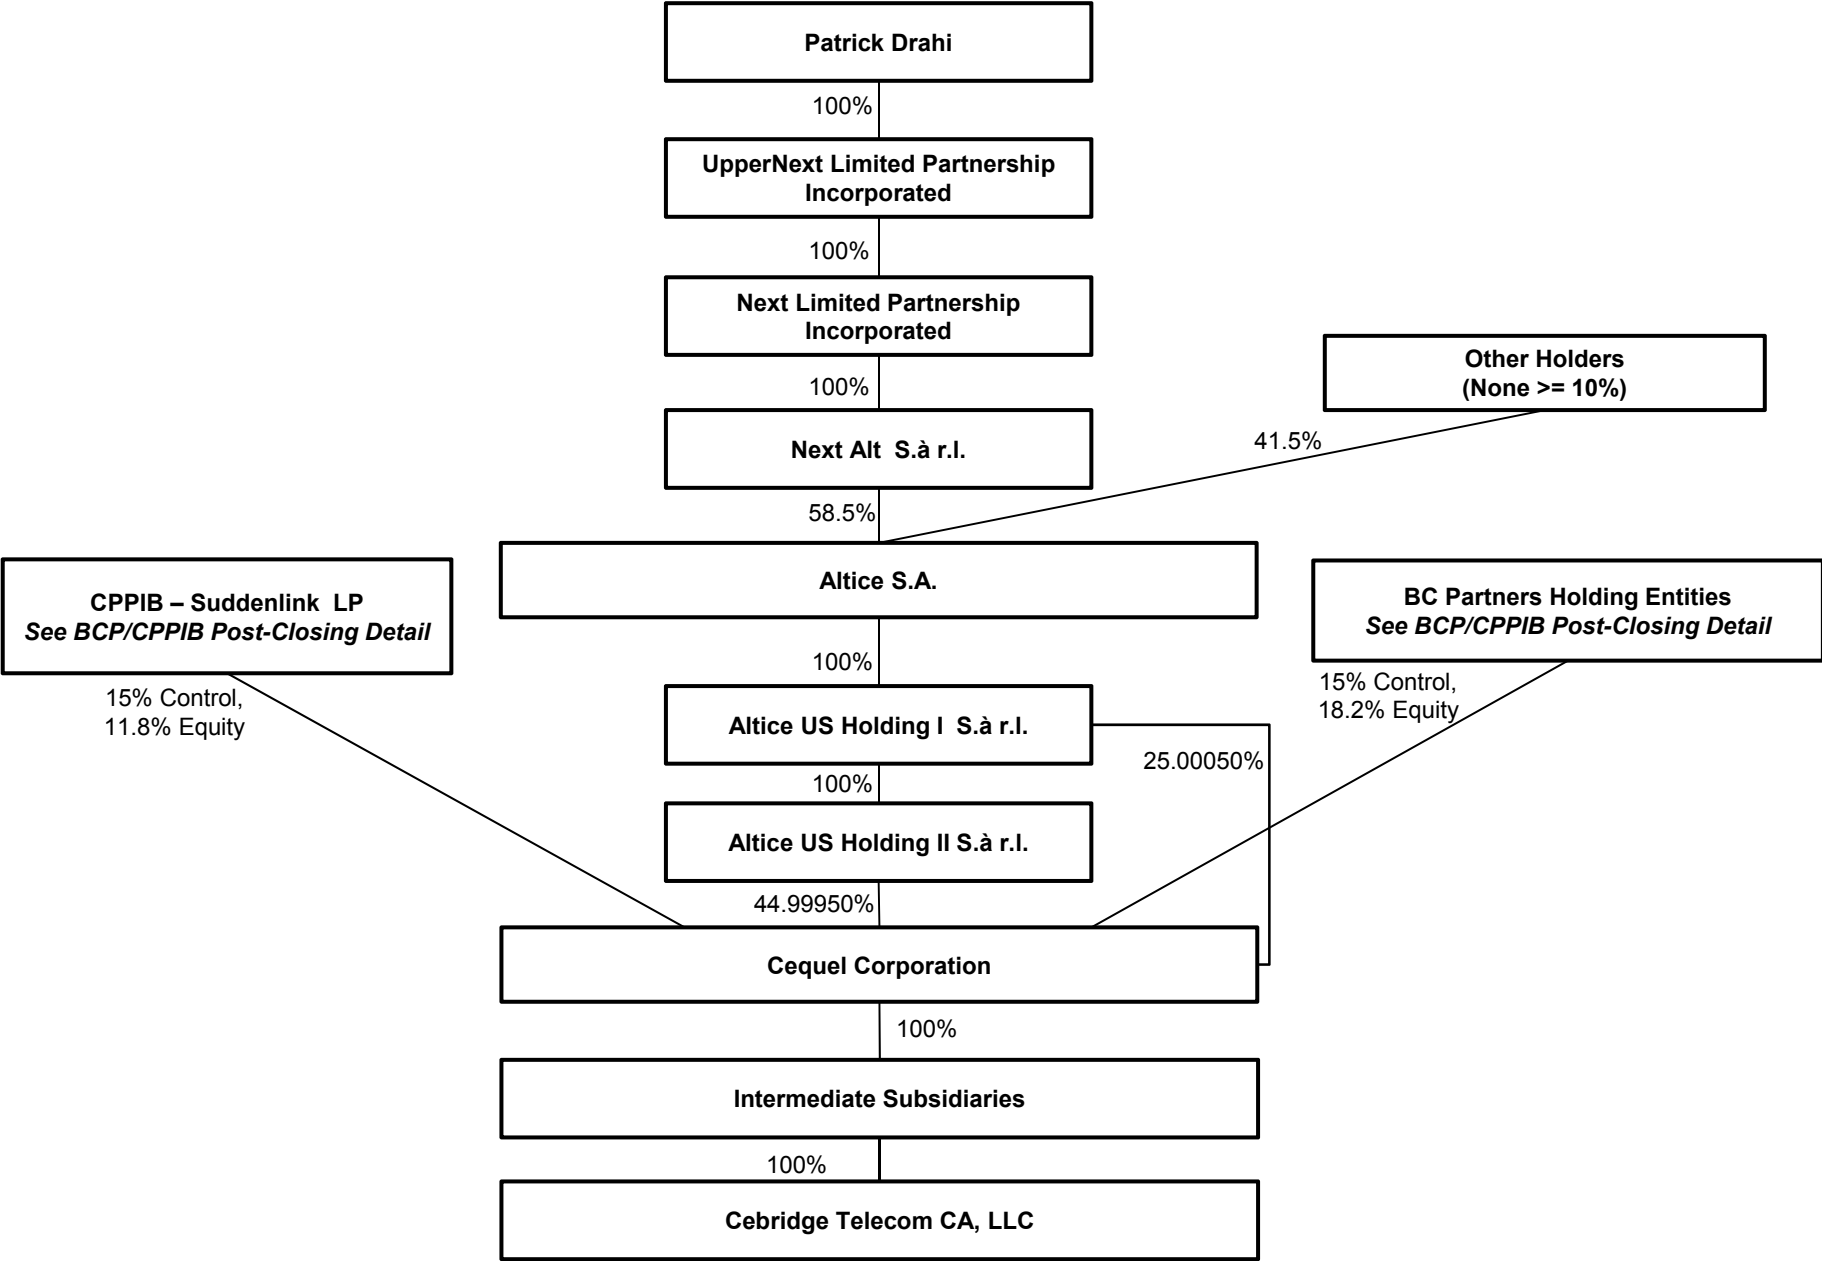 Patrick Drahi
100%
UpperNext Limited Partnership
Incorporated
100%
Next Limited Partnership
Incorporated
100%
Other Holders
(None >= 10%)
41.5%
Next Alt S.à r.l.
58.5%
Altice S.A.
CPPIB – Suddenlink LP
See BCP/CPPIB Post-Closing Detail
15% Control,
11.8% Equity
BC Partners Holding Entities
See BCP/CPPIB Post-Closing Detail
15% Control,
18.2% Equity
100%
Altice US Holding I S.à r.l.
25.00050%
100%
Altice US Holding II S.à r.l.
44.99950%
Cequel Corporation
100%
Intermediate Subsidiaries
100%
Cebridge Telecom CA, LLC